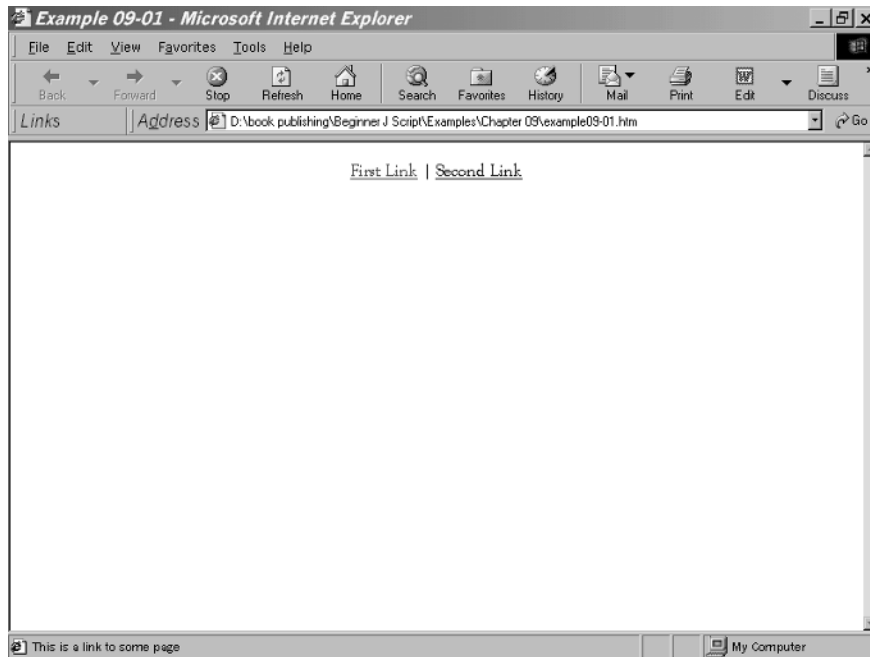 Example 09-01 - Microsoft Internet Explorer
File Edit View Favorites Tools Help
Back Forward Stop Refresh Home Search Favorites History Mail Print Edit Discuss
Links Address D:\book publishing\Beginner J Script\Examples\Chapter 09\example09-01.htm Go
First Link | Second Link
This is a link to some page My Computer